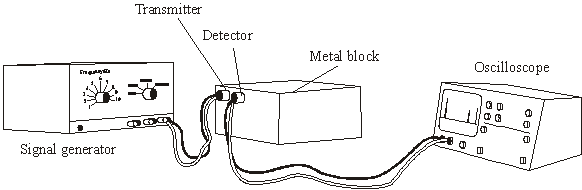 Transmitter
Detector
Metal block
Oscilloscope
Signal generator